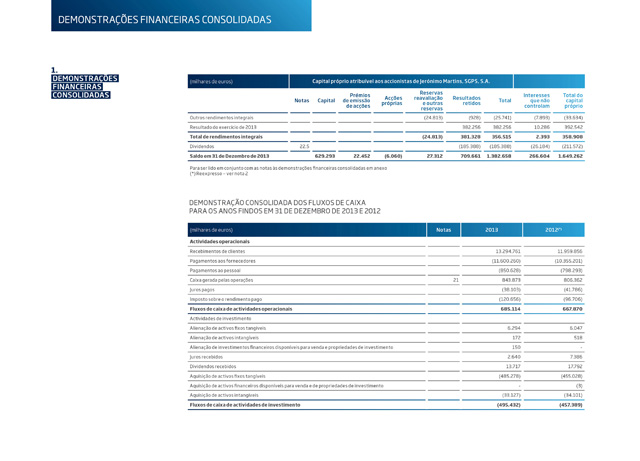 DEMONSTRAÇÕES FINANCEIRAS CONSOLIDADAS
1.
DEMONSTRAÇÕES
FINANCEIRAS
CONSOLIDADAS
(milhares de euros) Capital próprio atribuível aos accionistas de Jerónimo Martins, SGPS, S.A.
Notas Capital Prémios de emissão de acções Acções próprias Reservas reavaliação e outras reservas Resultados retidos Total Interesses que não controlam Total do capital próprio
Outros rendimentos integrais (24.813) (928) (25.741) (7.893) (33.634)
Resultado do exercício de 2013 382.256 382.256 10.286 392.542
Total de rendimentos integrais (24.813) 381.328 356.515 2.393 358.908
Dividendos 22.5 (185.388) (185.388) (26.184) (211.572)
Saldo em 31 de Dezembro de 2013 629.293 22.452 (6.060) 27.312 709.661 1.382.658 266.604 1.649.262
Para ser lido em conjunto com as notas às demonstrações financeiras consolidadas em anexo
(*) Reexpresso - ver nota 2
DEMONSTRAÇÃO CONSOLIDADA DOS FLUXOS DE CAIXA
PARA OS ANOS FINDOS EM 31 DE DEZEMBRO DE 2013 E 2012
(milhares de euros) Notas 2013 2012(*)
Actividades operacionais
Recebimentos de clientes 13.294.761 11.959.855
Pagamentos aos fornecedores (11.600.260) (10.355.201)
Pagamentos ao pessoal (850.628) (798.293)
Caixa gerada pelas operações 21 843.873 806.362
Juros pagos (38.103) (41.786)
Imposto sobre o rendimento pago (120.656) (96.706)
Fluxos de caixa de actividades operacionais 685.114 667.870
Actividades de investimento
Alienação de activos fixos tangíveis 6.294 6.047
Alienação de activos intangíveis 172 519
Alienação de investimentos financeiros disponíveis para venda e propriedades de investimento 150 -
Juros recebidos 2.640 7.386
Dividendos recebidos 13.717 17.792
Aquisição de activos fixos tangíveis (485.278) (455.028)
Aquisição de activos financeiros disponíveis para venda e de propriedades de investimento - (3)
Aquisição de activos intangíveis (33.127) (34.101)
Fluxos de caixa de actividades de investimento (495.432) (457.389)